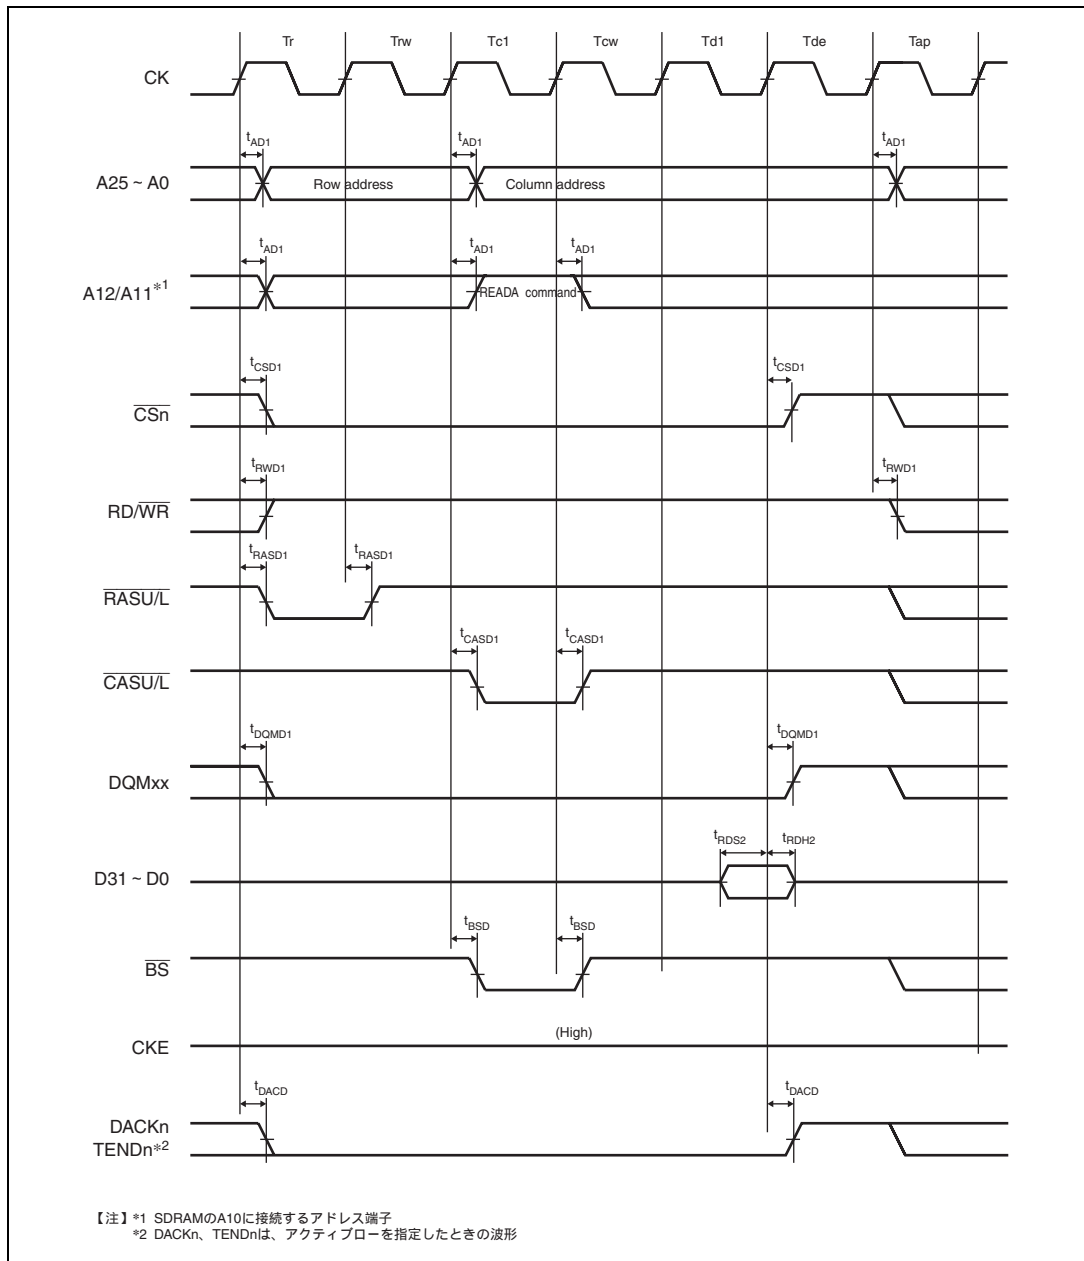 Tr Trw Tc1 Tcw Td1 Tde Tap
CK
tAD1 tAD1 tAD1
A25 ~ A0 Row address Column address
tAD1 tAD1 tAD1
A12/A11*1 READA command
tCSD1 tCSD1
CSn
tRWD1 tRWD1
RD/WR
tRASD1 tRASD1
RASU/L
tCASD1 tCASD1
CASU/L
tDQMD1 tDQMD1
DQMxx
tRDS2 tRDH2
D31 ~ D0
tBSD tBSD
BS
(High)
CKE
tDACD tDACD
DACKn
TENDn*2
【注】*1 SDRAMのA10に接続するアドレス端子
*2 DACKn、TENDnは、アクティブローを指定したときの波形